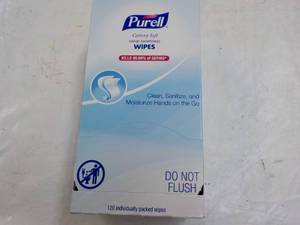 PURELL
Cottony Soft
HAND SANITIZING
WIPES
KILLS 99.99% OF GERMS*
Clean, Sanitize, and
Moisturize Hands on the Go
DO NOT
FLUSH
120 individually packed wipes